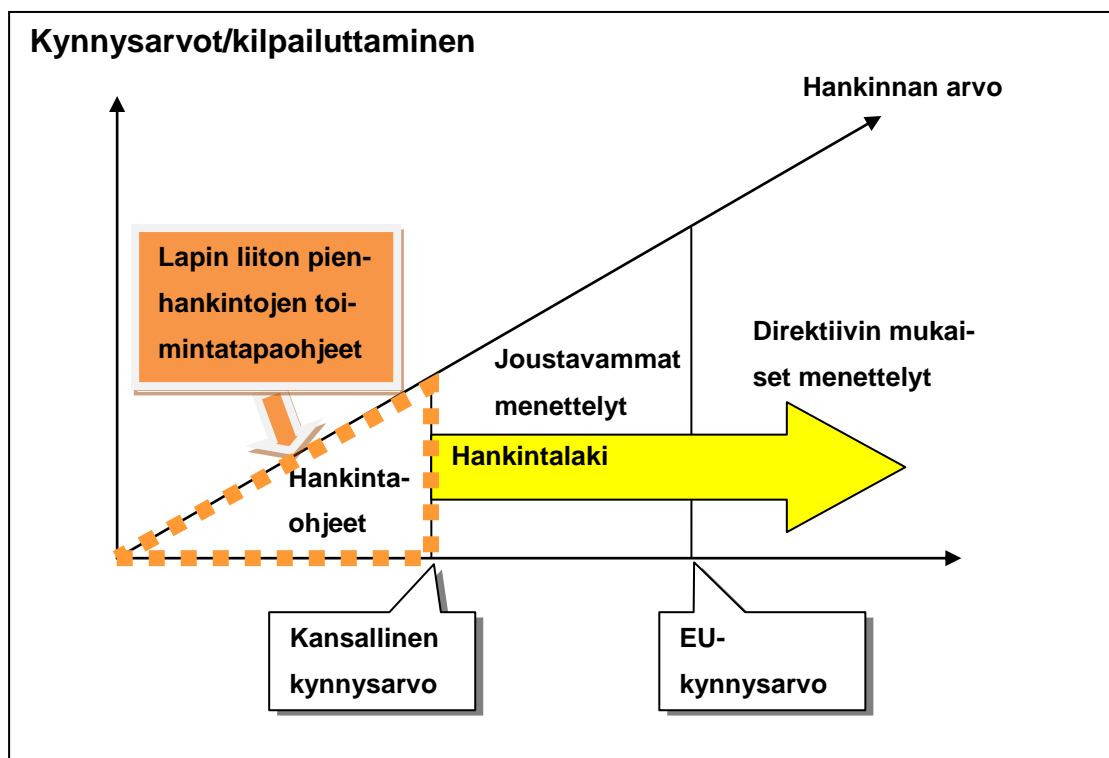 Kynnysarvot/kilpailuttaminen
Hankinnan arvo
Lapin liiton pien-
hankintojen toi-
mintatapaohjeet
Joustavammat
menettelyt
Direktiivin mukai-
set menettelyt
Hankintalaki
Hankinta-
ohjeet
Kansallinen
kynnysarvo
EU-
kynnysarvo